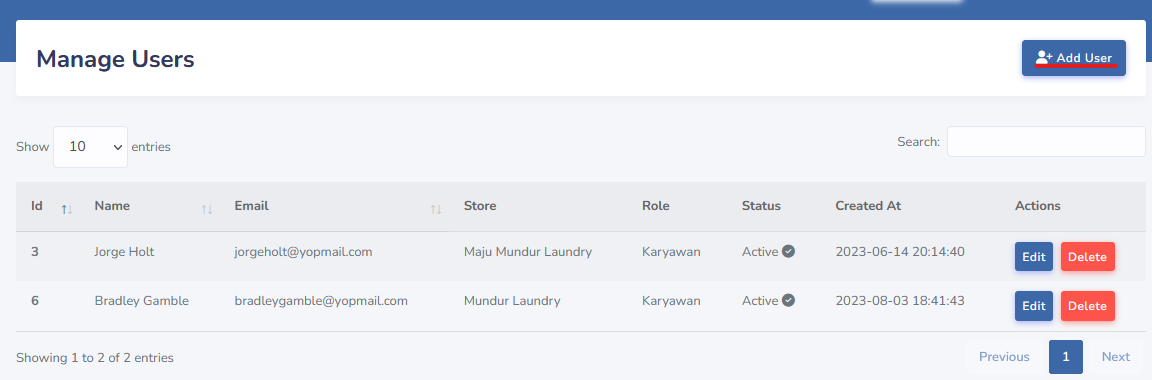 Manage Users
Add User
Show 10 entries
Search:
Id Name Email Store Role Status Created At Actions
3 Jorge Holt jorgeholt@yopmail.com Maju Mundur Laundry Karyawan Active 2023-06-14 20:14:40 Edit Delete
6 Bradley Gamble bradleygamble@yopmail.com Mundur Laundry Karyawan Active 2023-08-03 18:41:43 Edit Delete
Showing 1 to 2 of 2 entries
Previous 1 Next